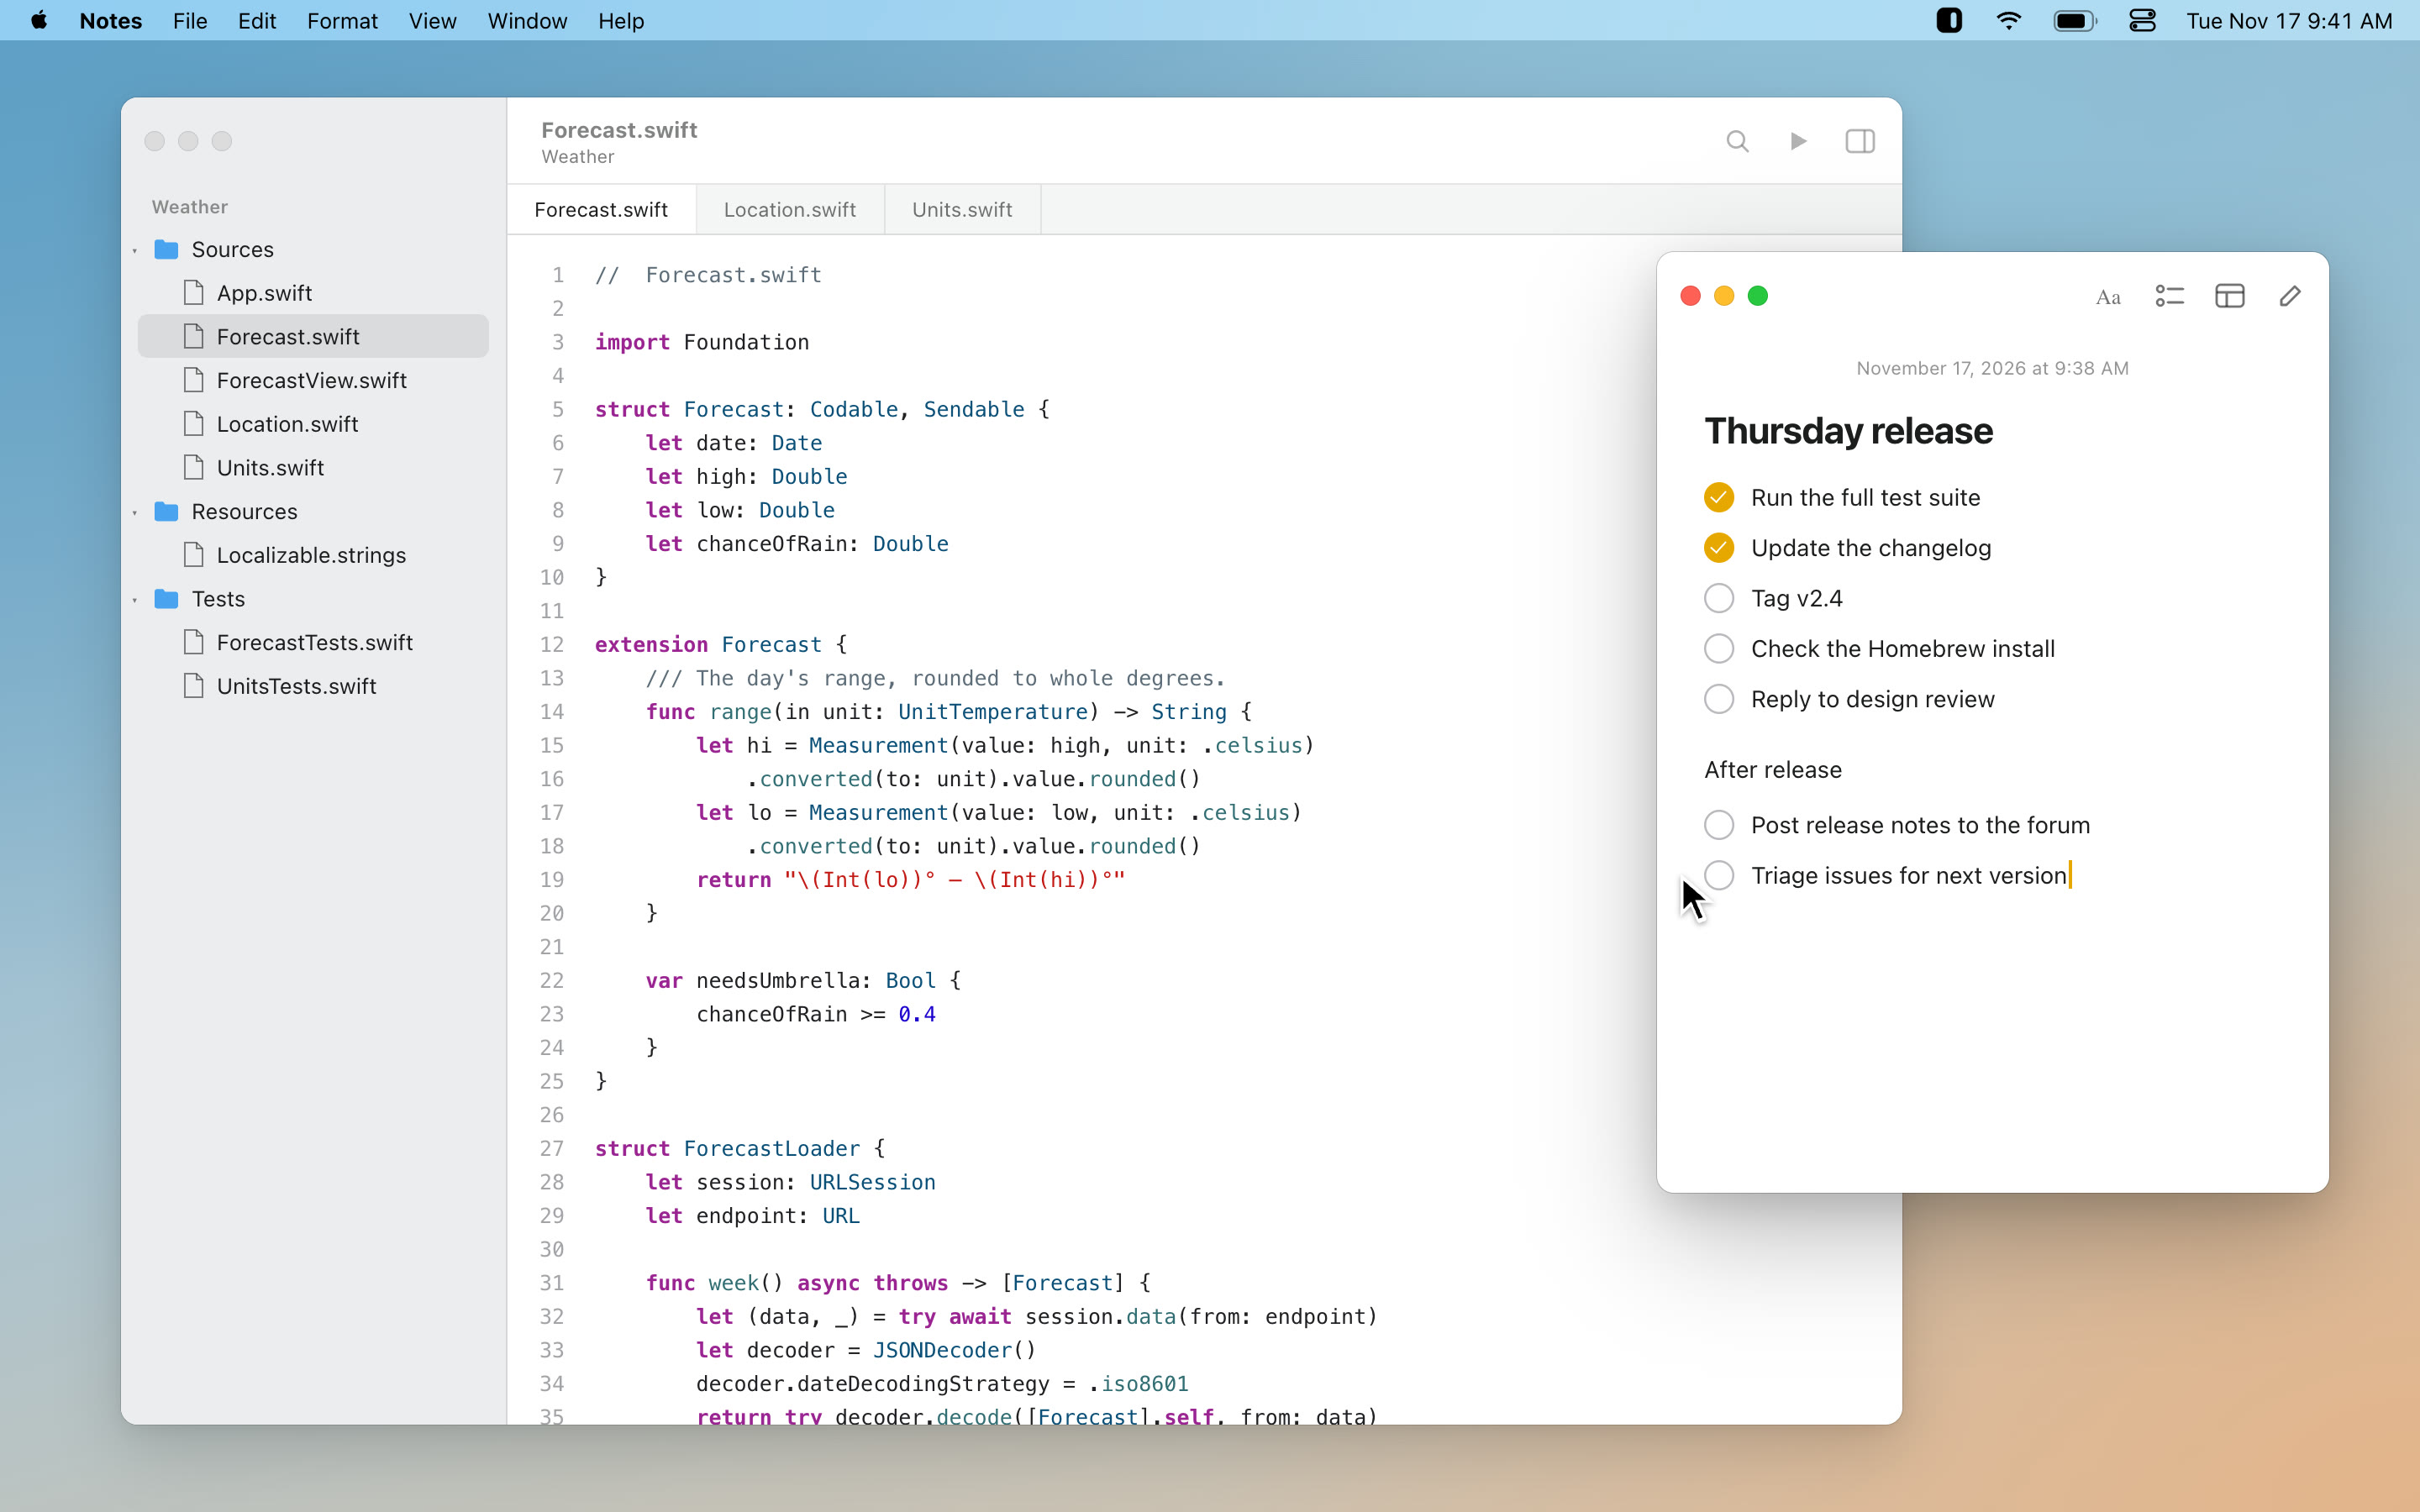 Notes File Edit Format View Window Help Tue Nov 17 9:41 AM
Weather
Sources
App.swift
Forecast.swift
ForecastView.swift
Location.swift
Units.swift
Resources
Localizable.strings
Tests
ForecastTests.swift
UnitsTests.swift
Forecast.swift
Weather
Forecast.swift Location.swift Units.swift
1 //  Forecast.swift
2
3 import Foundation
4
5 struct Forecast: Codable, Sendable {
6     let date: Date
7     let high: Double
8     let low: Double
9     let chanceOfRain: Double
10 }
11
12 extension Forecast {
13     /// The day's range, rounded to whole degrees.
14     func range(in unit: UnitTemperature) -> String {
15         let hi = Measurement(value: high, unit: .celsius)
16             .converted(to: unit).value.rounded()
17         let lo = Measurement(value: low, unit: .celsius)
18             .converted(to: unit).value.rounded()
19         return "\(Int(lo))° – \(Int(hi))°"
20     }
21
22     var needsUmbrella: Bool {
23         chanceOfRain >= 0.4
24     }
25 }
26
27 struct ForecastLoader {
28     let session: URLSession
29     let endpoint: URL
30
31     func week() async throws -> [Forecast] {
32         let (data, _) = try await session.data(from: endpoint)
33         let decoder = JSONDecoder()
34         decoder.dateDecodingStrategy = .iso8601
35         return try decoder.decode([Forecast].self, from: data)
Aa
November 17, 2026 at 9:38 AM
Thursday release
Run the full test suite
Update the changelog
Tag v2.4
Check the Homebrew install
Reply to design review
After release
Post release notes to the forum
Triage issues for next version